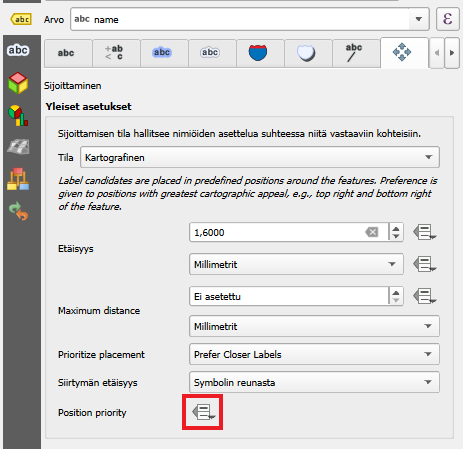 Arvo abc name
abc
abc
+ab
< c
abc
abc
abc
abc
Sijoittaminen
Yleiset asetukset
Sijoittamisen tila hallitsee nimiöiden asettelua suhteessa niitä vastaaviin kohteisiin.
Tila Kartografinen
Label candidates are placed in predefined positions around the features. Preference is
given to positions with greatest cartographic appeal, e.g., top right and bottom right
of the feature.
1,6000
Etäisyys
Millimetrit
Ei asetettu
Maximum distance
Millimetrit
Prioritize placement Prefer Closer Labels
Siirtymän etäisyys Symbolin reunasta
Position priority